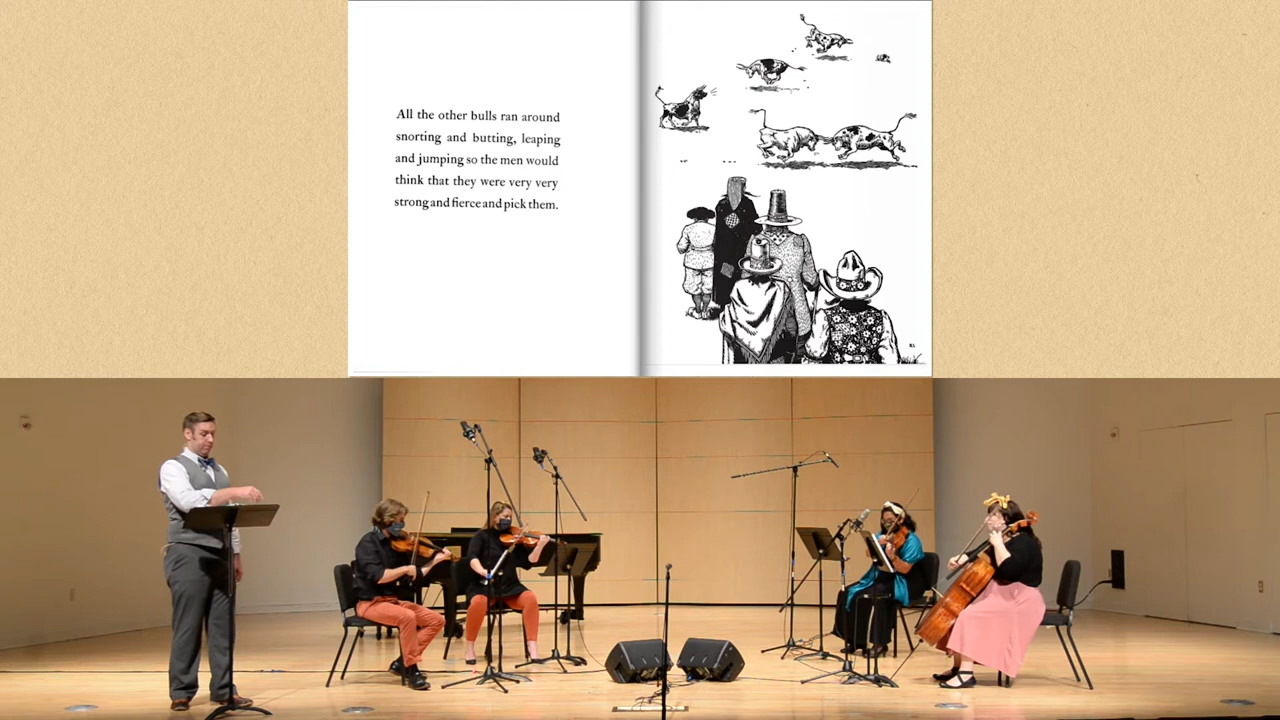 All the other bulls ran around
snorting and butting, leaping
and jumping so the men would
think that they were very very
strong and fierce and pick them.
RL